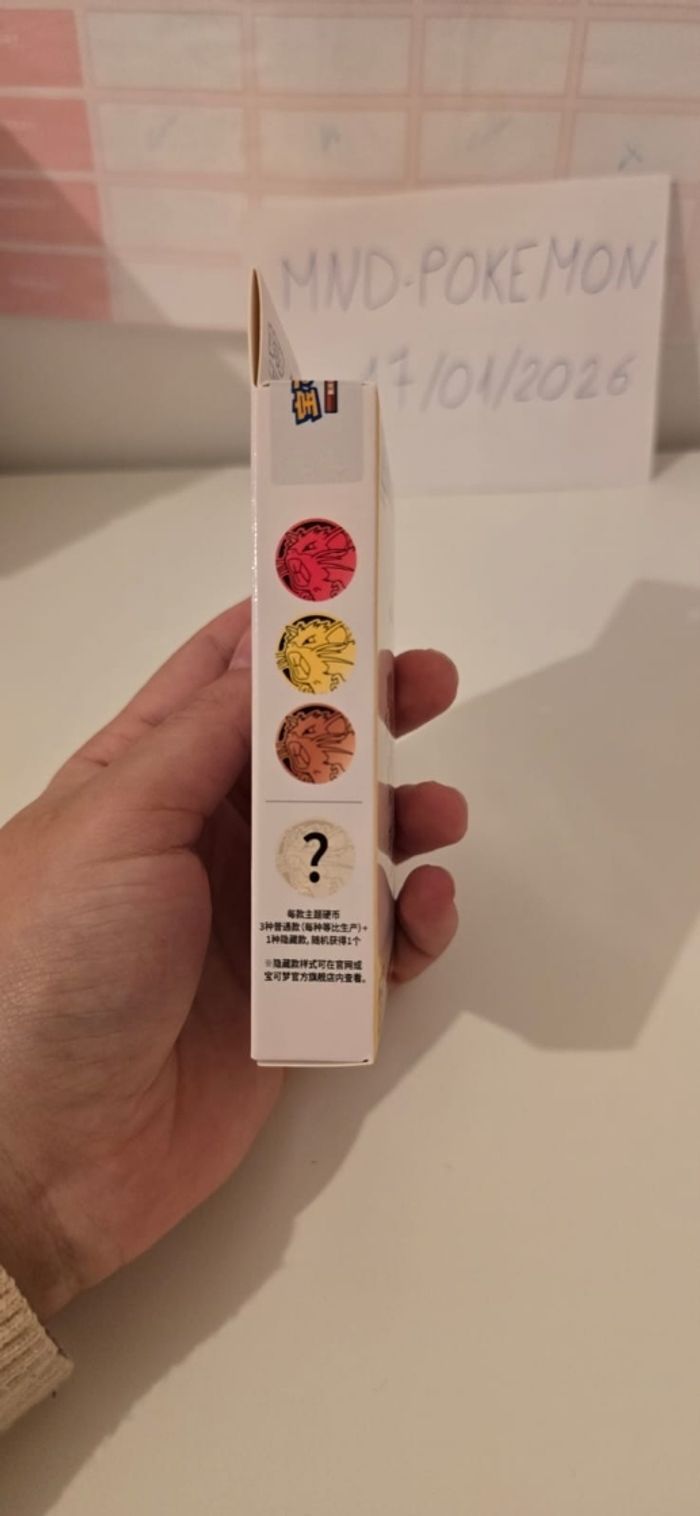 MND-POKEMON
17/01/2026
宝
?
每款主题硬币
3种普通款(每种等比生产)+
1种隐藏款, 随机获得1个
※隐藏款样式可在官网或
宝可梦官方旗舰店内查看。